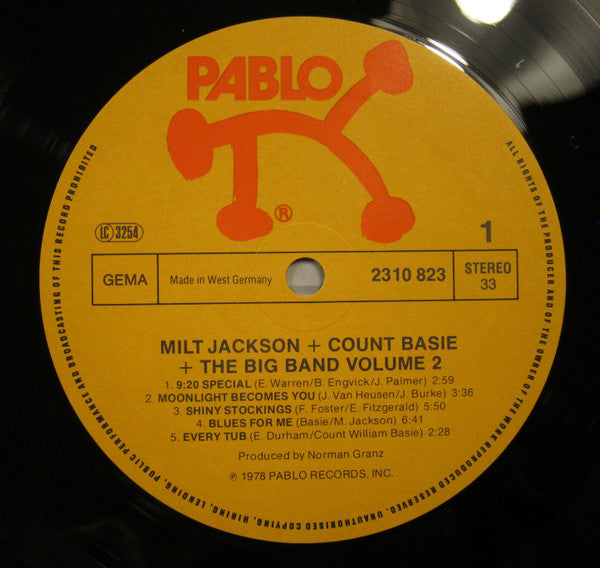 PABLO
®
LC 3254
1
GEMA
Made in West Germany
2310 823
STEREO
33
MILT JACKSON + COUNT BASIE
+ THE BIG BAND VOLUME 2
1. 9:20 SPECIAL (E. Warren/B. Engvick/J. Palmer) 2:59
2. MOONLIGHT BECOMES YOU (J. Van Heusen/J. Burke) 3:36
3. SHINY STOCKINGS (F. Foster/E. Fitzgerald) 5:50
4. BLUES FOR ME (Basie/M. Jackson) 6:41
5. EVERY TUB (E. Durham/Count William Basie) 2:28
Produced by Norman Granz
℗ 1978 PABLO RECORDS, INC.
ALL RIGHTS OF THE PRODUCER AND OF THE OWNER OF THE WORK REPRODUCED RESERVED. UNAUTHORISED COPYING, HIRING, LENDING, PUBLIC PERFORMANCE AND BROADCASTING OF THIS RECORD PROHIBITED